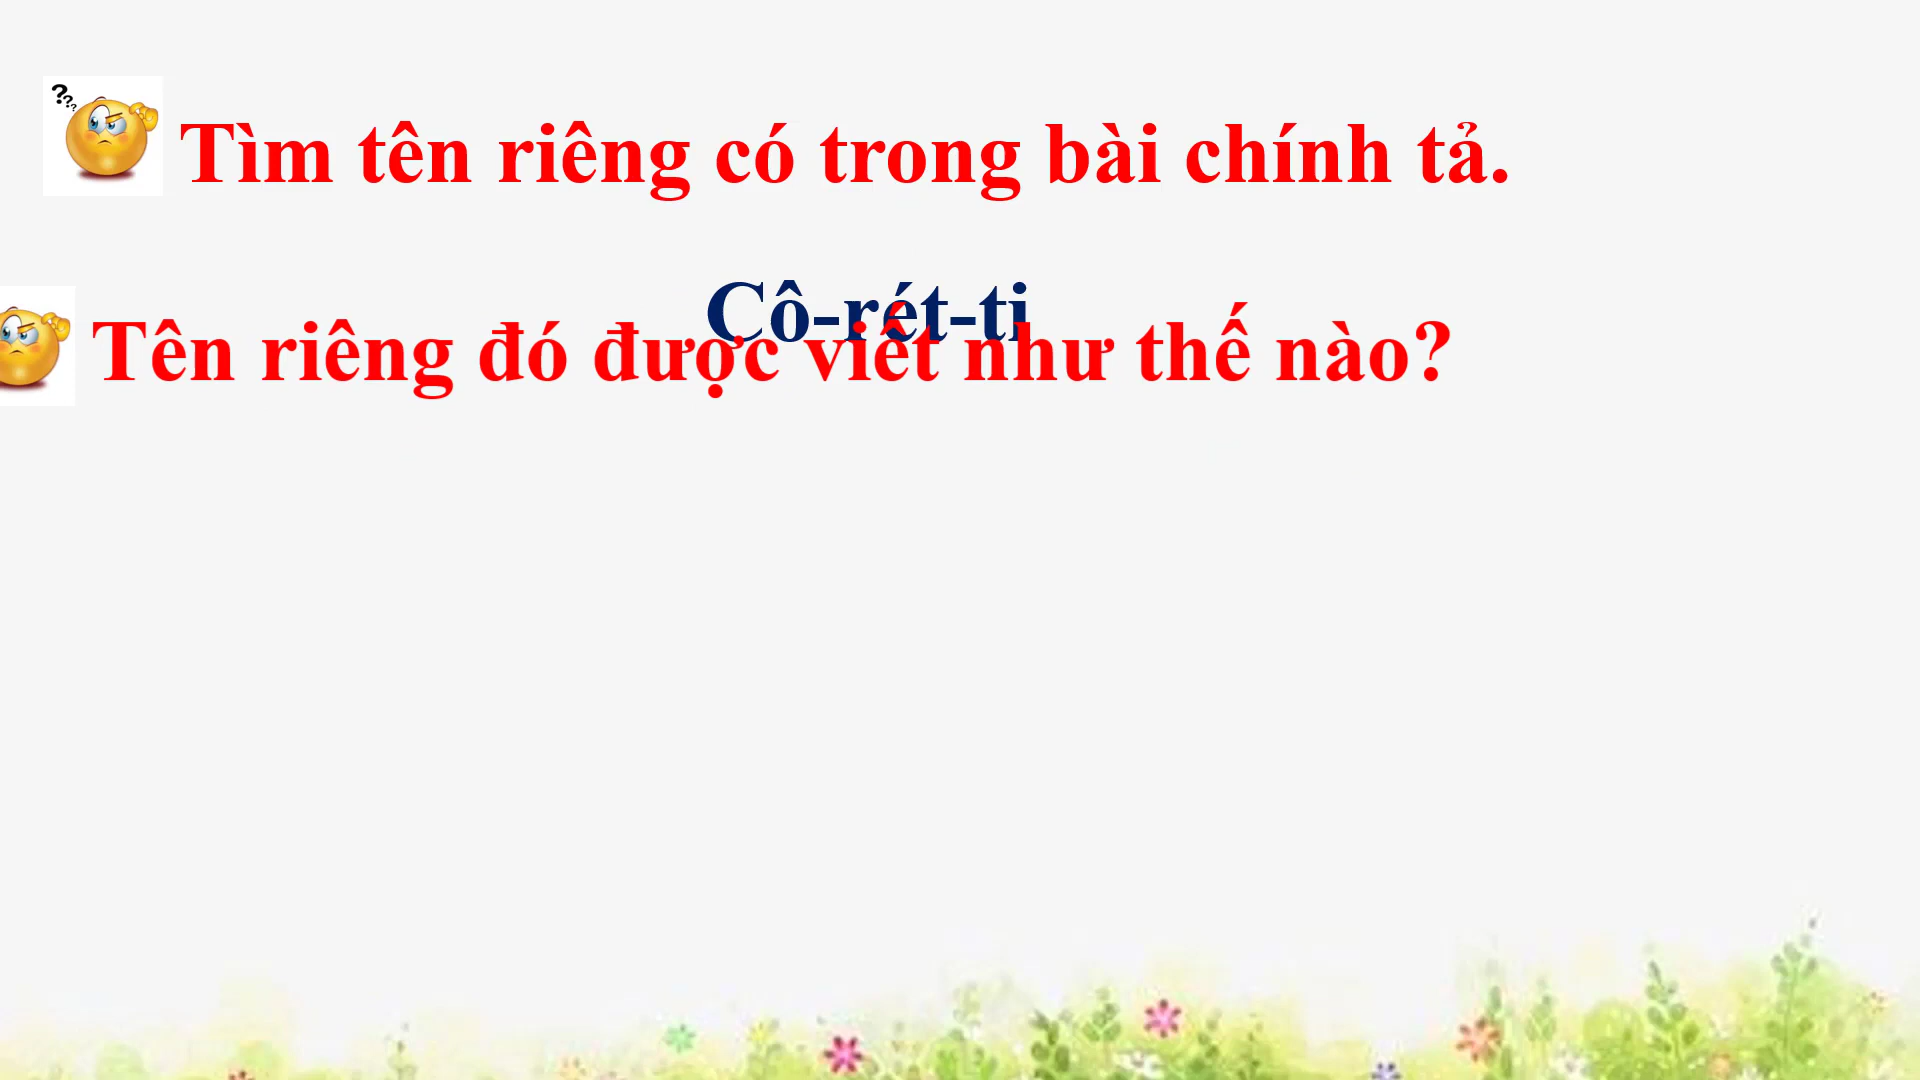 ???
Tìm tên riêng có trong bài chính tả.
Cô-rét-ti
Tên riêng đó được viết như thế nào?